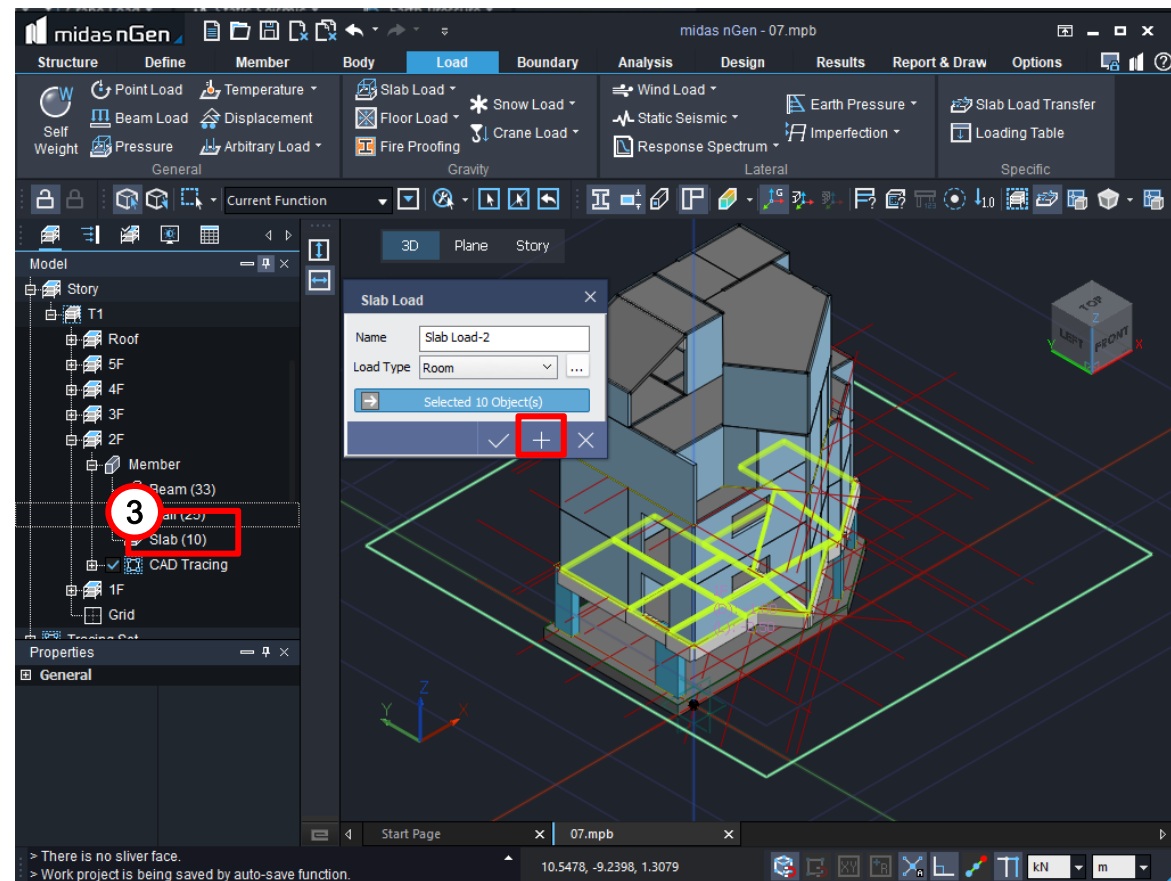 midas nGen
midas nGen - 07.mpb
Structure Define Member Body Load Boundary Analysis Design Results Report & Draw Options
Self Weight
Point Load
Beam Load
Pressure
Temperature
Displacement
Arbitrary Load
General
Slab Load
Floor Load
Fire Proofing
Snow Load
Crane Load
Gravity
Wind Load
Static Seismic
Response Spectrum
Earth Pressure
Imperfection
Lateral
Slab Load Transfer
Loading Table
Specific
Current Function
Model
Story
T1
Roof
5F
4F
3F
2F
Member
Beam (33)
(25)
3
Slab (10)
CAD Tracing
1F
Grid
Properties
General
3D Plane Story
Slab Load
Name Slab Load-2
Load Type Room ...
Selected 10 Object(s)
TOP
LEFT FRONT
Z
Y X
Z
Y X
Start Page 07.mpb
> There is no sliver face.
> Work project is being saved by auto-save function.
10.5478, -9.2398, 1.3079
kN m